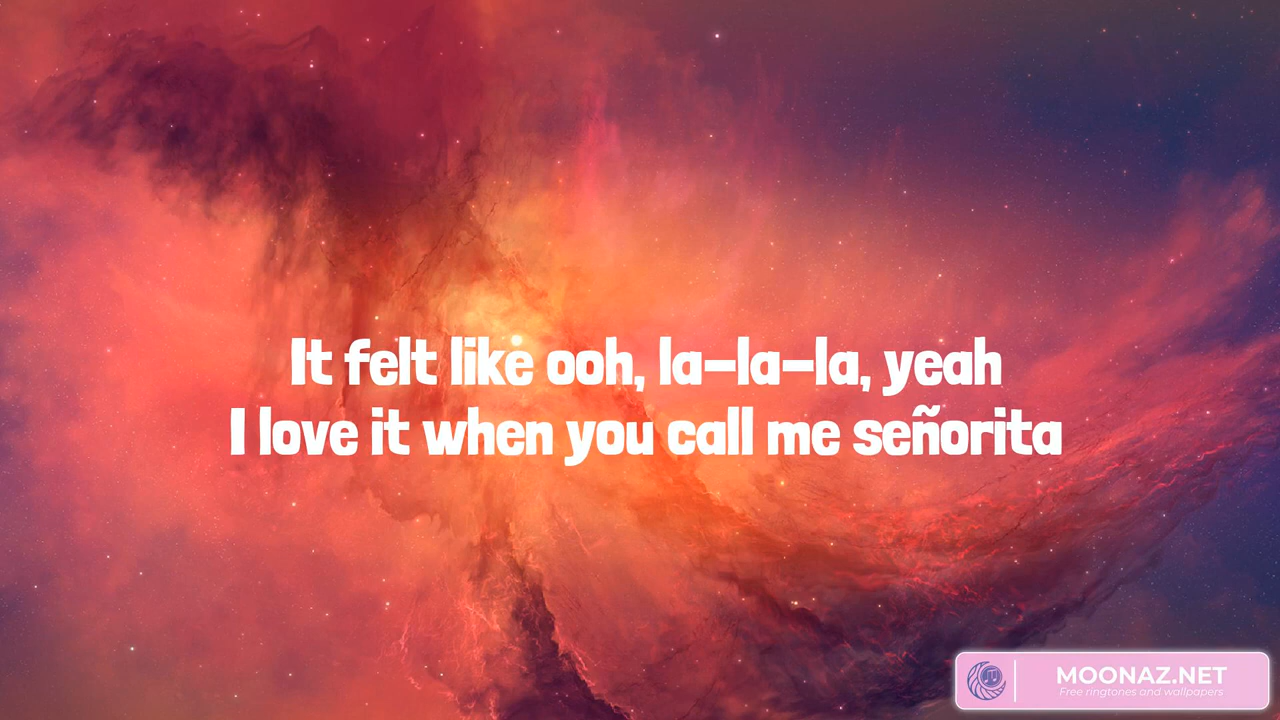 It felt like ooh, la-la-la, yeah
I love it when you call me señorita
MOONAZ.NET
Free ringtones and wallpapers